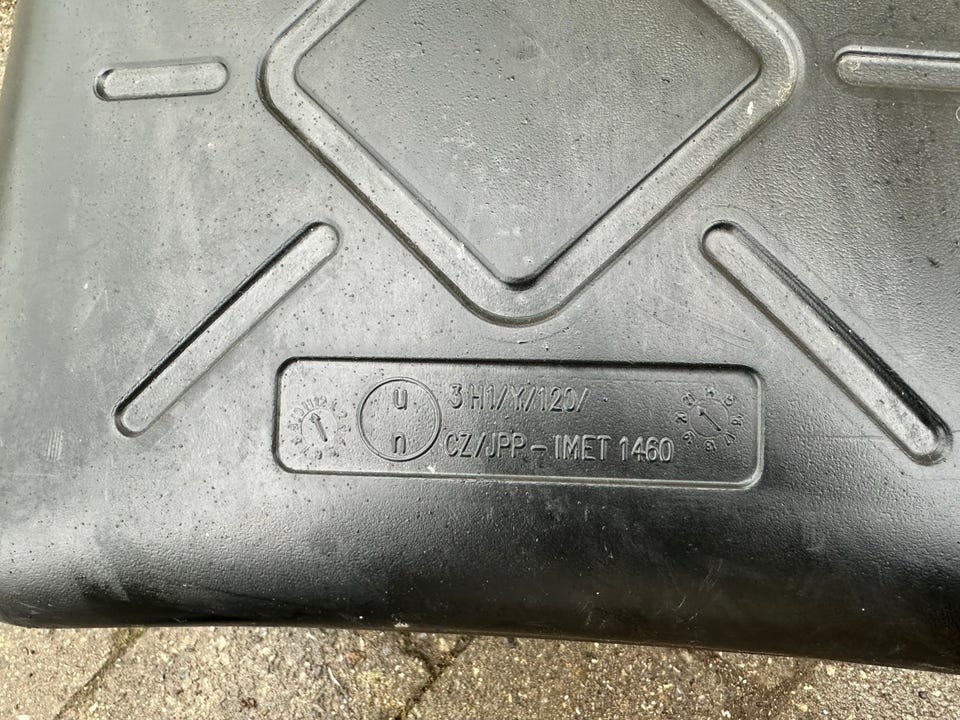 u
n
3H1/Y/120/
CZ/JPP-IMET 1460